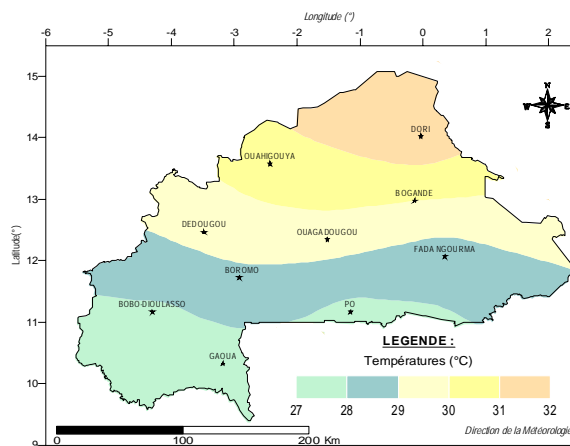 Longitude (°)
-6 -5 -4 -3 -2 -1 0 1 2
15
N
W E
S
14
DORI
OUAHIGOUYA
13
BOGANDE
DEDOUGOU
OUAGADOUGOU
Latitude(°)
FADA NGOURMA
12
BOROMO
BOBO-DIOULASSO
PO
11
LEGENDE :
Températures (°C)
GAOUA
10
27 28 29 30 31 32
9
Direction de la Météorologie
0 100 200 Km